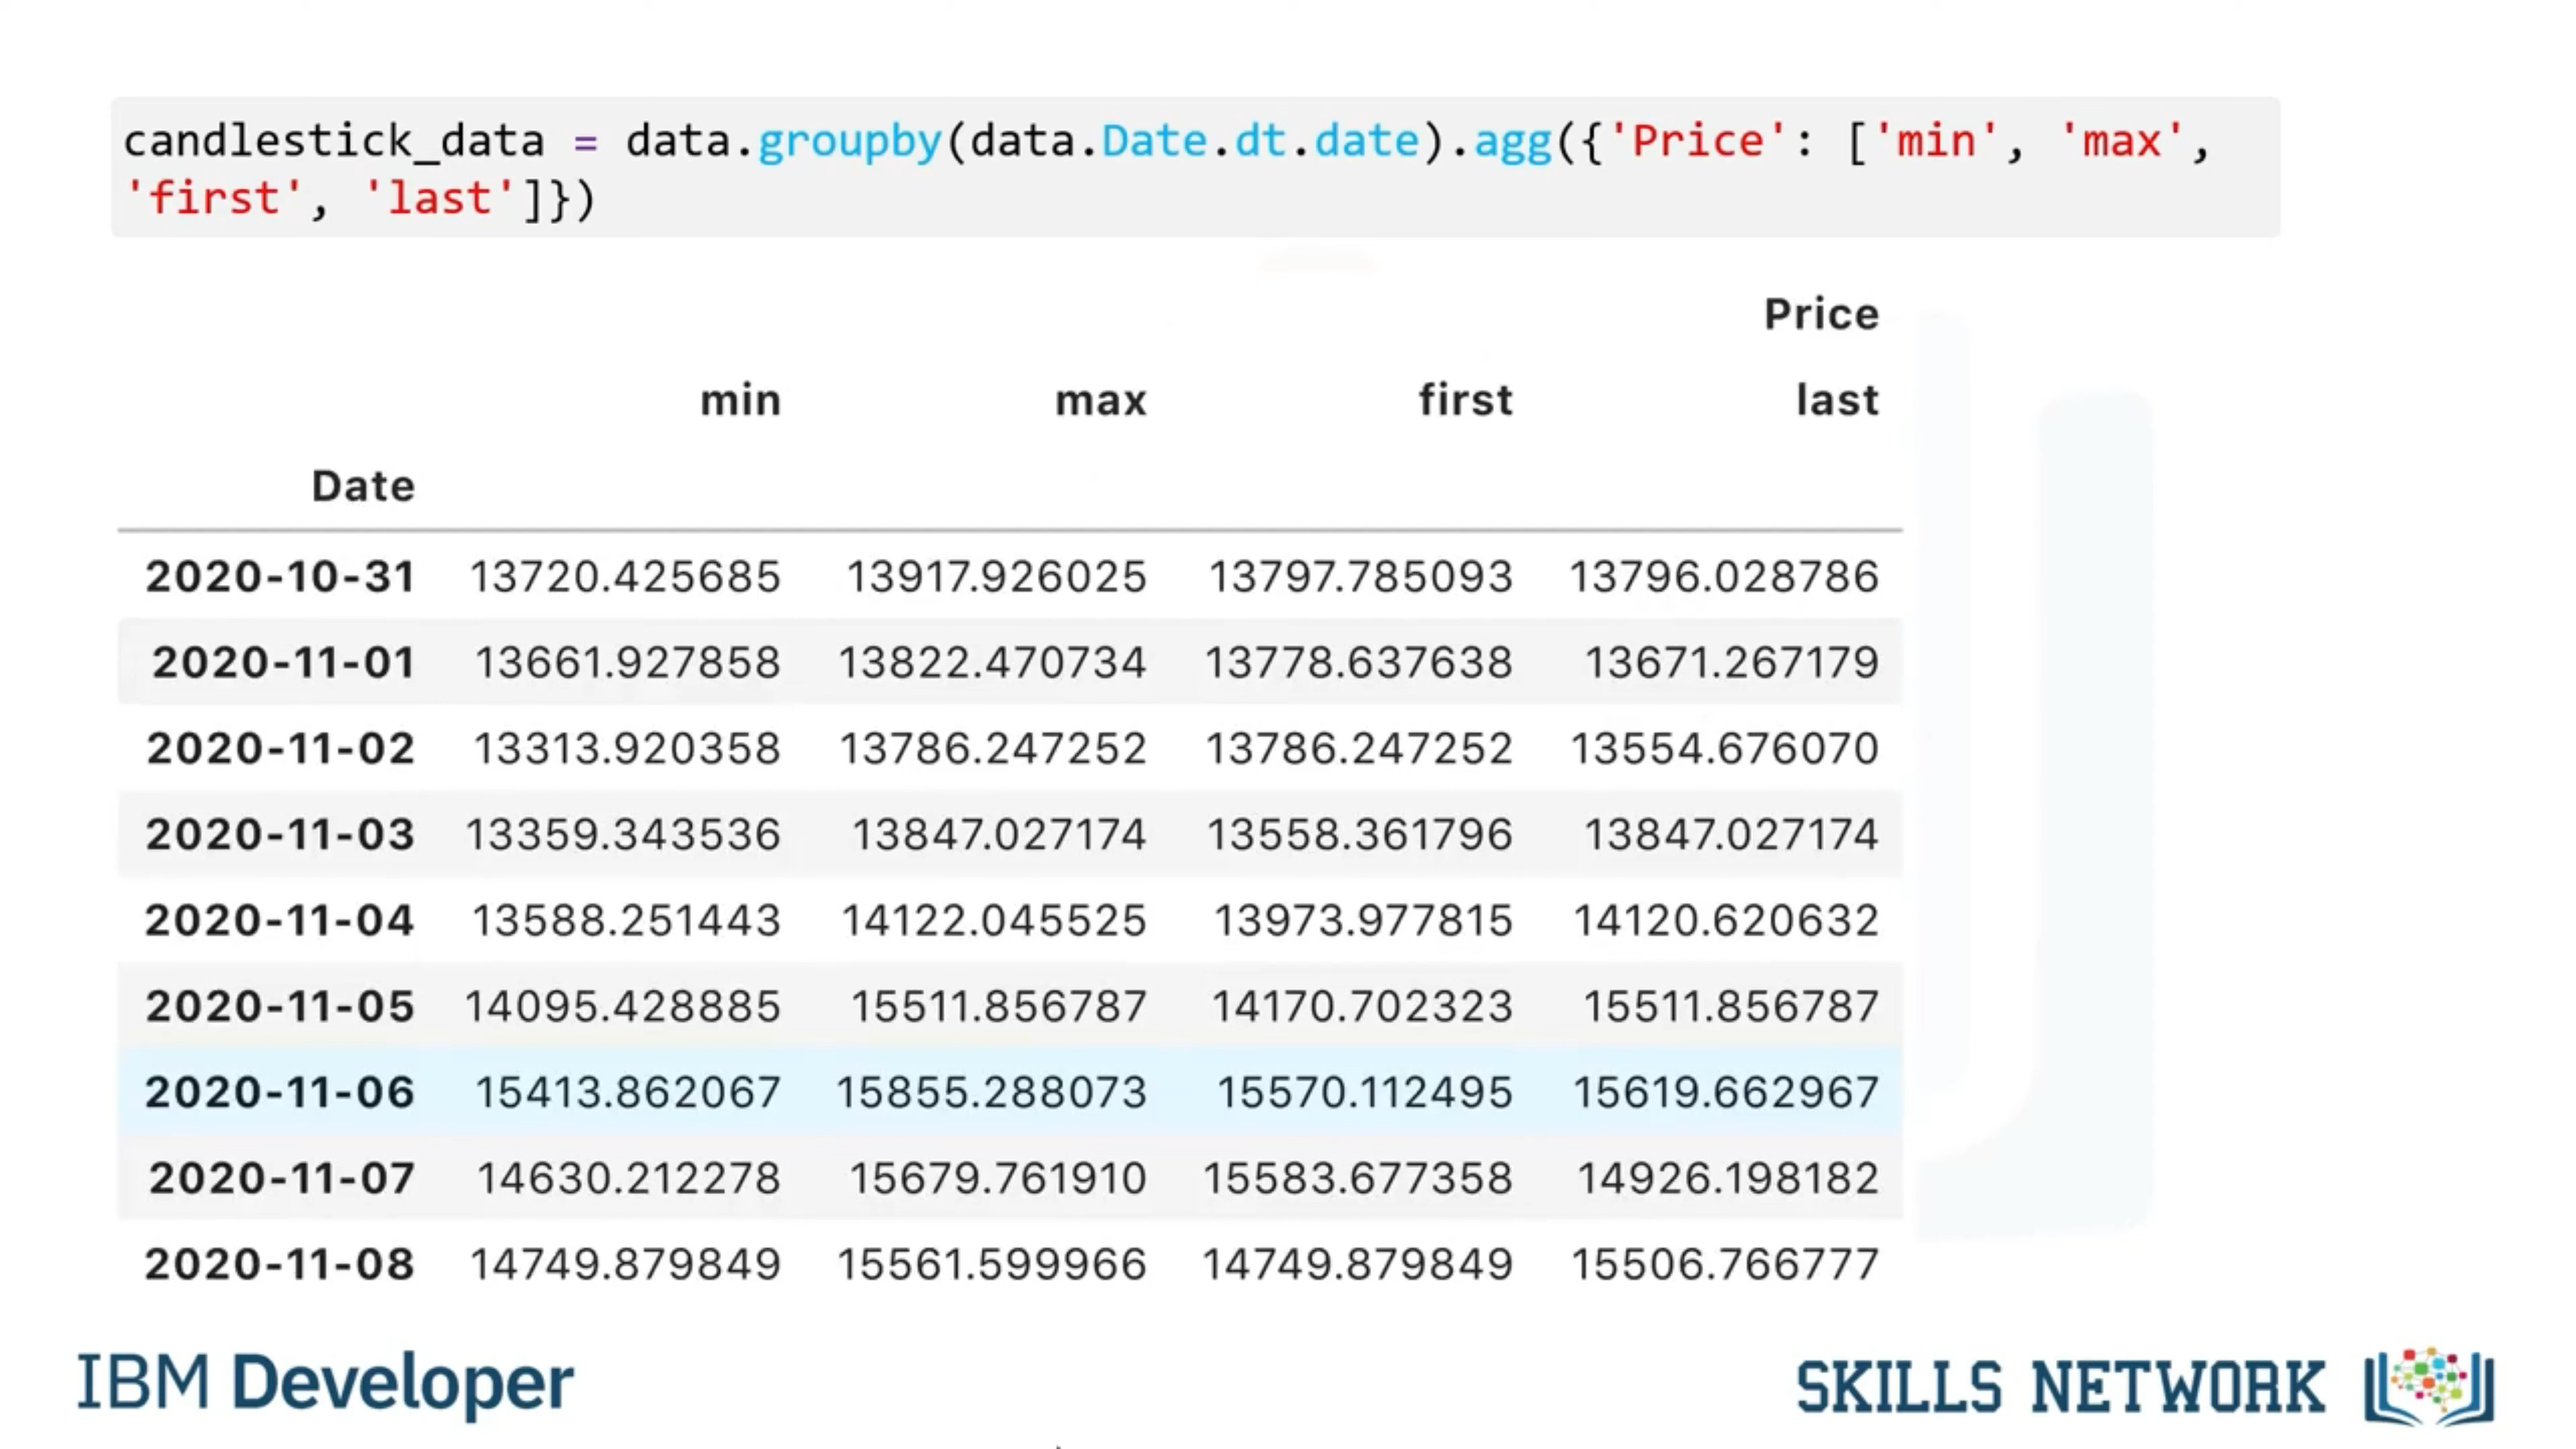 candlestick_data = data.groupby(data.Date.dt.date).agg({'Price': ['min', 'max',
'first', 'last']})
Price
min max first last
Date
2020-10-31 13720.425685 13917.926025 13797.785093 13796.028786
2020-11-01 13661.927858 13822.470734 13778.637638 13671.267179
2020-11-02 13313.920358 13786.247252 13786.247252 13554.676070
2020-11-03 13359.343536 13847.027174 13558.361796 13847.027174
2020-11-04 13588.251443 14122.045525 13973.977815 14120.620632
2020-11-05 14095.428885 15511.856787 14170.702323 15511.856787
2020-11-06 15413.862067 15855.288073 15570.112495 15619.662967
2020-11-07 14630.212278 15679.761910 15583.677358 14926.198182
2020-11-08 14749.879849 15561.599966 14749.879849 15506.766777
IBM Developer
SKILLS NETWORK